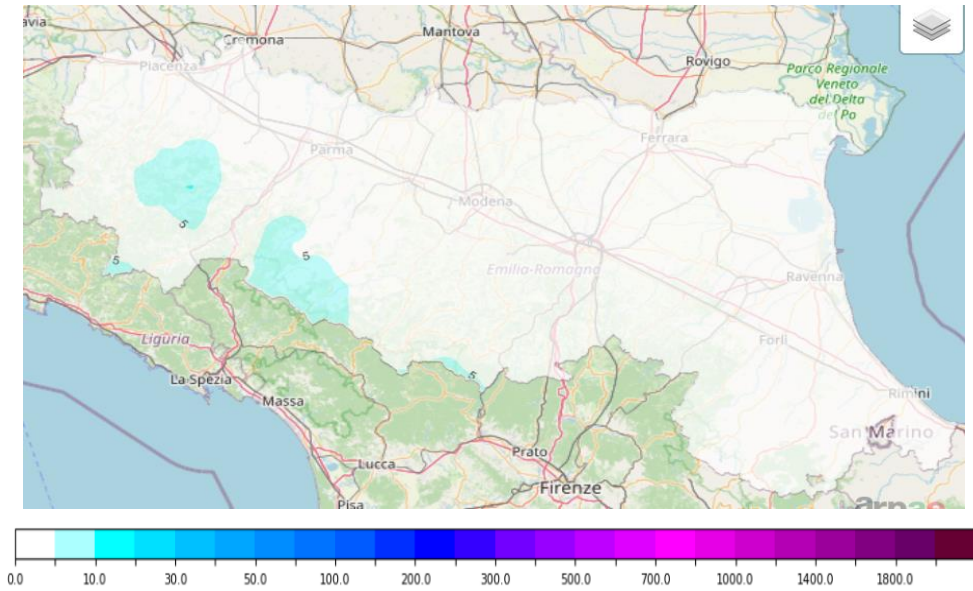 avia
Cremona
Mantova
Rovigo
Piacenza
Parco Regionale
Veneto
del Delta
del Po
Parma
Ferrara
Modena
5
5
5
Emilia-Romagna
Ravenna
Liguria
Forlì
La Spezia
5
Massa
Rimini
San Marino
Prato
Lucca
Firenze
Pisa
arpae
0.0 10.0 30.0 50.0 100.0 200.0 300.0 500.0 700.0 1000.0 1400.0 1800.0